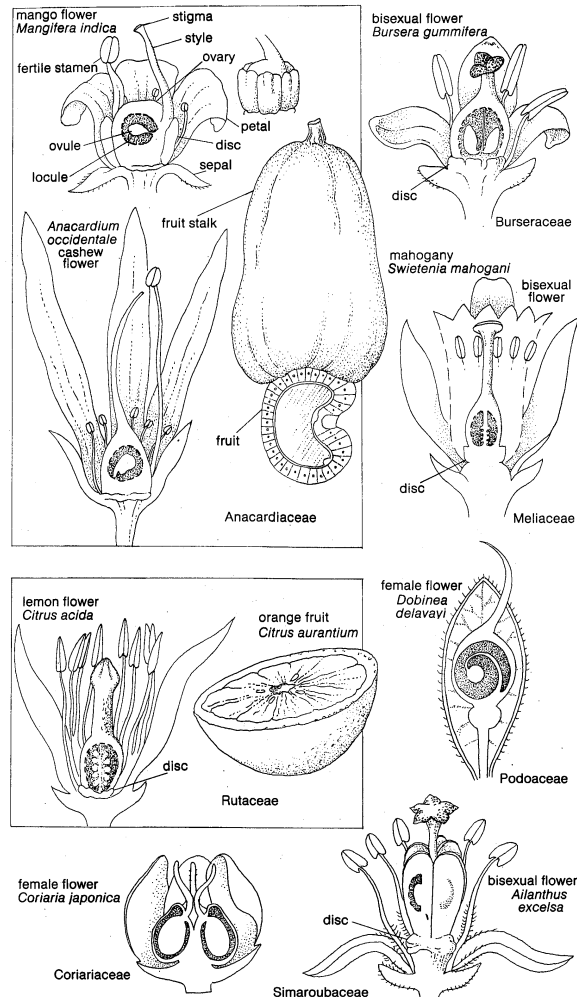 mango flower
Mangifera indica
stigma
style
ovary
fertile stamen
petal
ovule
disc
locule
sepal
fruit stalk
Anacardium
occidentale
cashew
flower
fruit
Anacardiaceae
bisexual flower
Bursera gummifera
disc
Burseraceae
mahogany
Swietenia mahogani
bisexual
flower
disc
Meliaceae
lemon flower
Citrus acida
orange fruit
Citrus aurantium
disc
Rutaceae
female flower
Dobinea
delavayi
Podoaceae
female flower
Coriaria japonica
Coriariaceae
bisexual flower
Ailanthus
excelsa
disc
Simaroubaceae